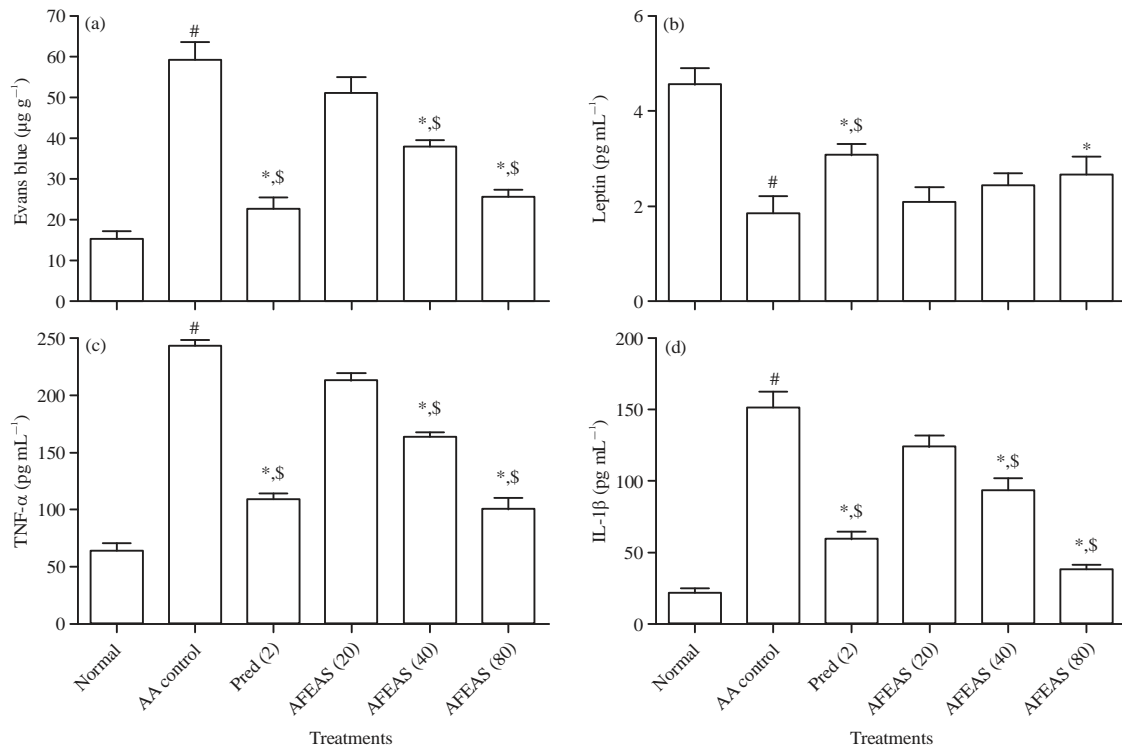 (a)
#
*,$
*,$
*,$
70
60
50
40
30
20
10
0
Evans blue (µg g⁻¹)
(b)
#
*,$
*
6
4
2
0
Leptin (pg mL⁻¹)
(c)
#
*,$
*,$
*,$
250
200
150
100
50
0
TNF-α (pg mL⁻¹)
Normal
AA control
Pred (2)
AFEAS (20)
AFEAS (40)
AFEAS (80)
Treatments
(d)
#
*,$
*,$
*,$
200
150
100
50
0
IL-1β (pg mL⁻¹)
Normal
AA control
Pred (2)
AFEAS (20)
AFEAS (40)
AFEAS (80)
Treatments